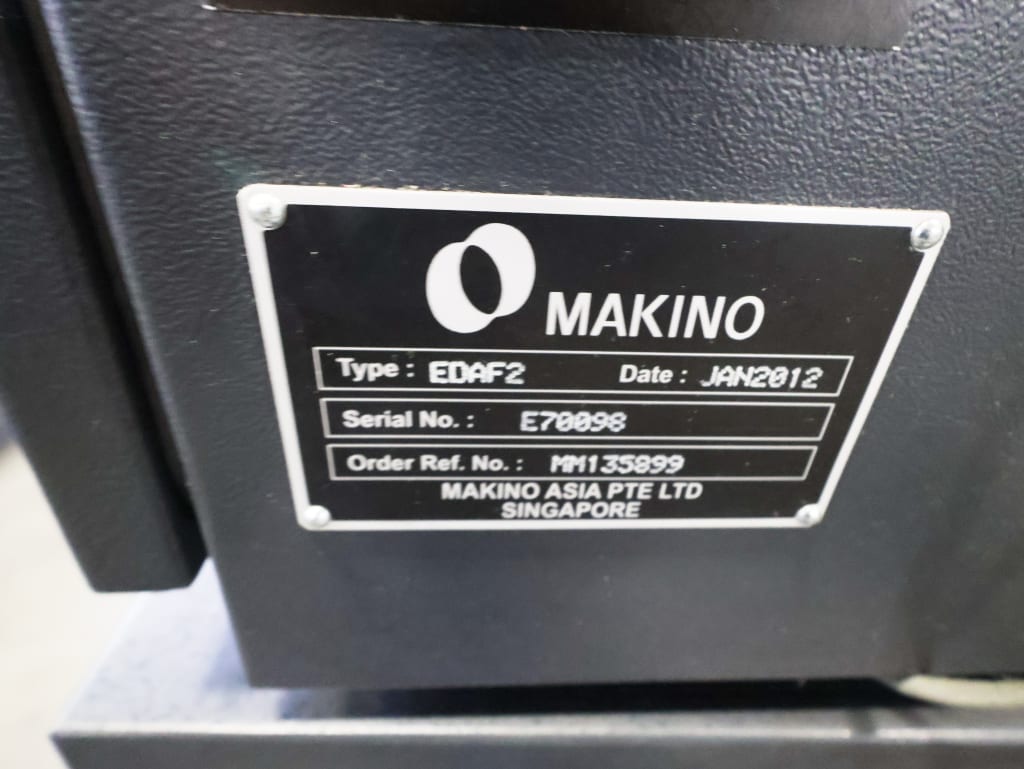 MAKINO
Type : EDAF2 Date : JAN2012
Serial No. : E70098
Order Ref. No. : MM135899
MAKINO ASIA PTE LTD
SINGAPORE